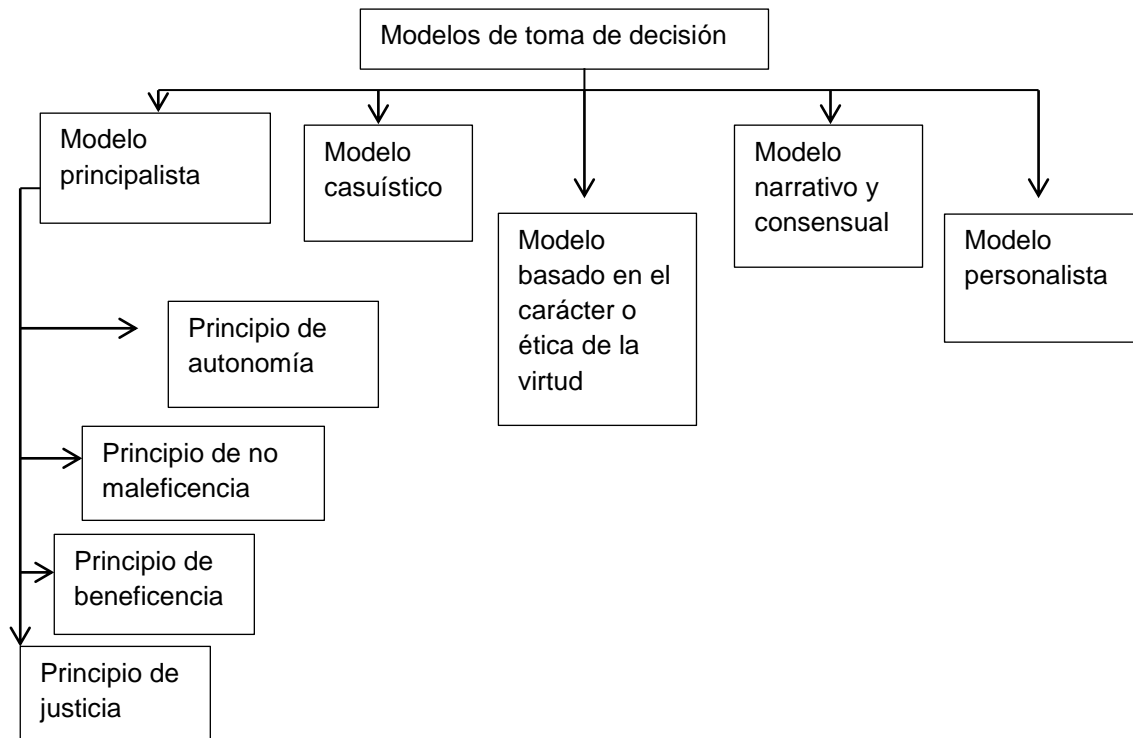 Modelos de toma de decisión
Modelo
principalista
Modelo
casuístico
Modelo
basado en el
carácter o
ética de la
virtud
Modelo
narrativo y
consensual
Modelo
personalista
Principio de
autonomía
Principio de no
maleficencia
Principio de
beneficencia
Principio de
justicia